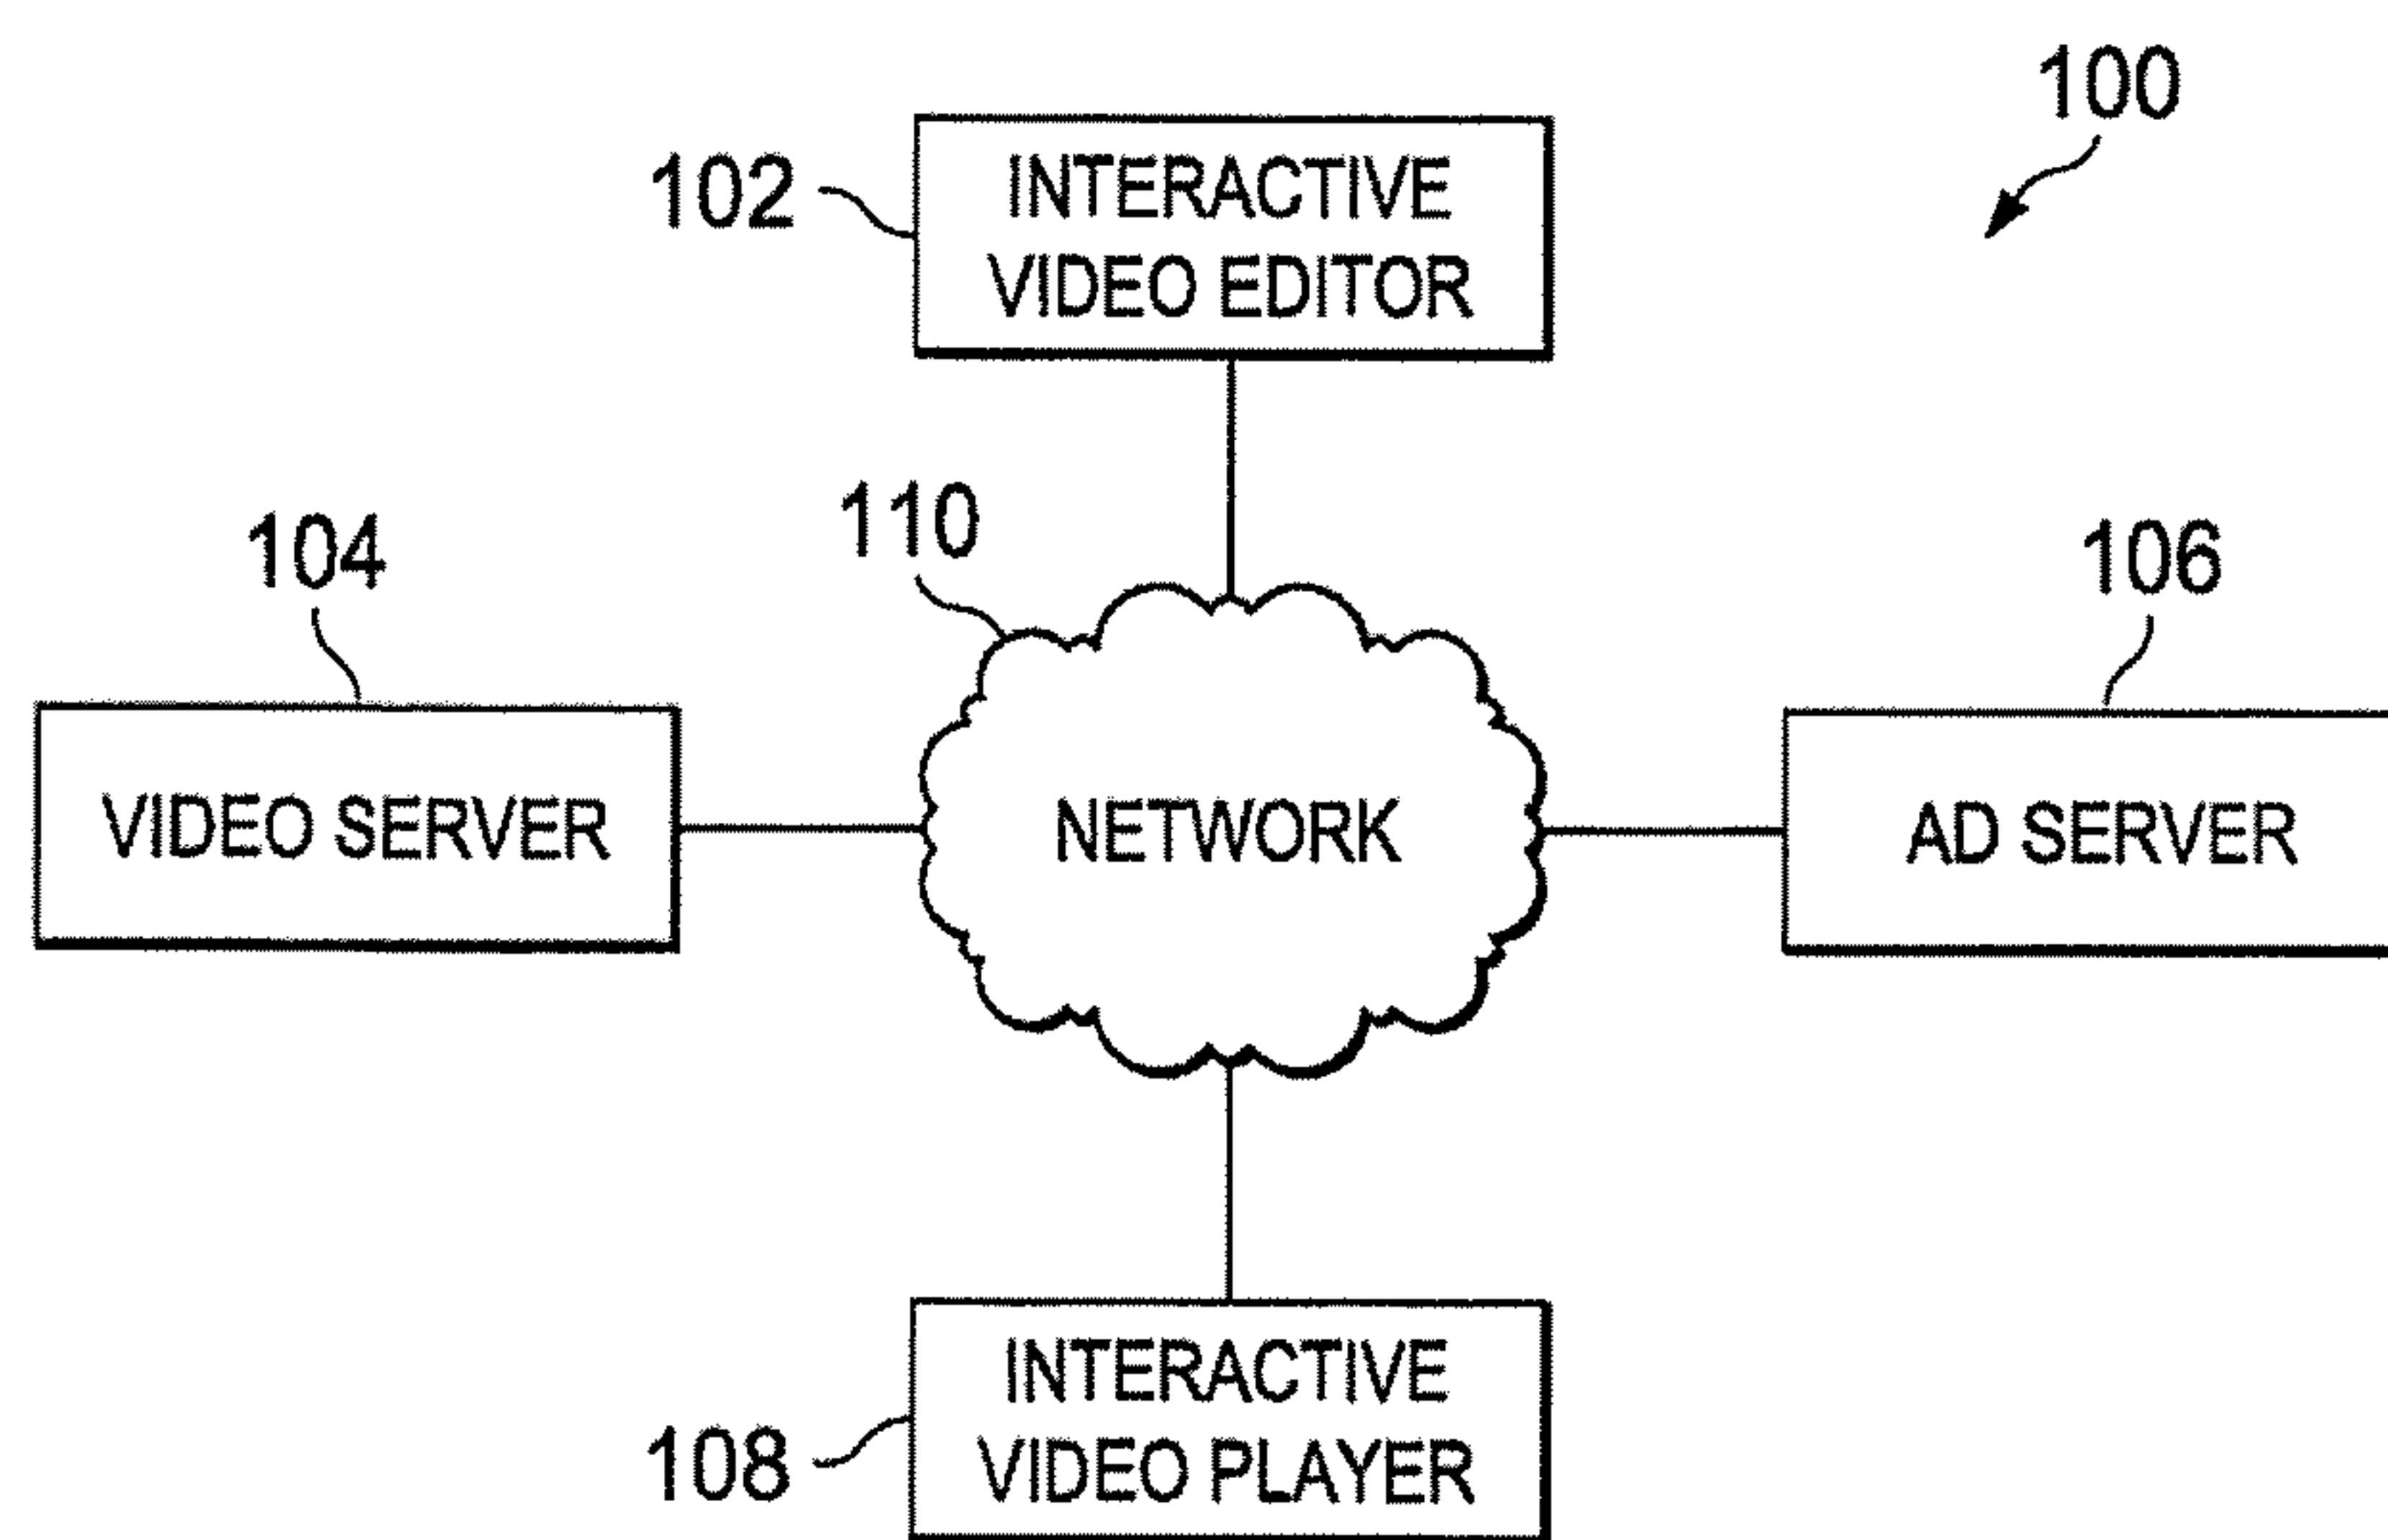 100
102
INTERACTIVE
VIDEO EDITOR
110
104
106
VIDEO SERVER
NETWORK
AD SERVER
INTERACTIVE
VIDEO PLAYER
108